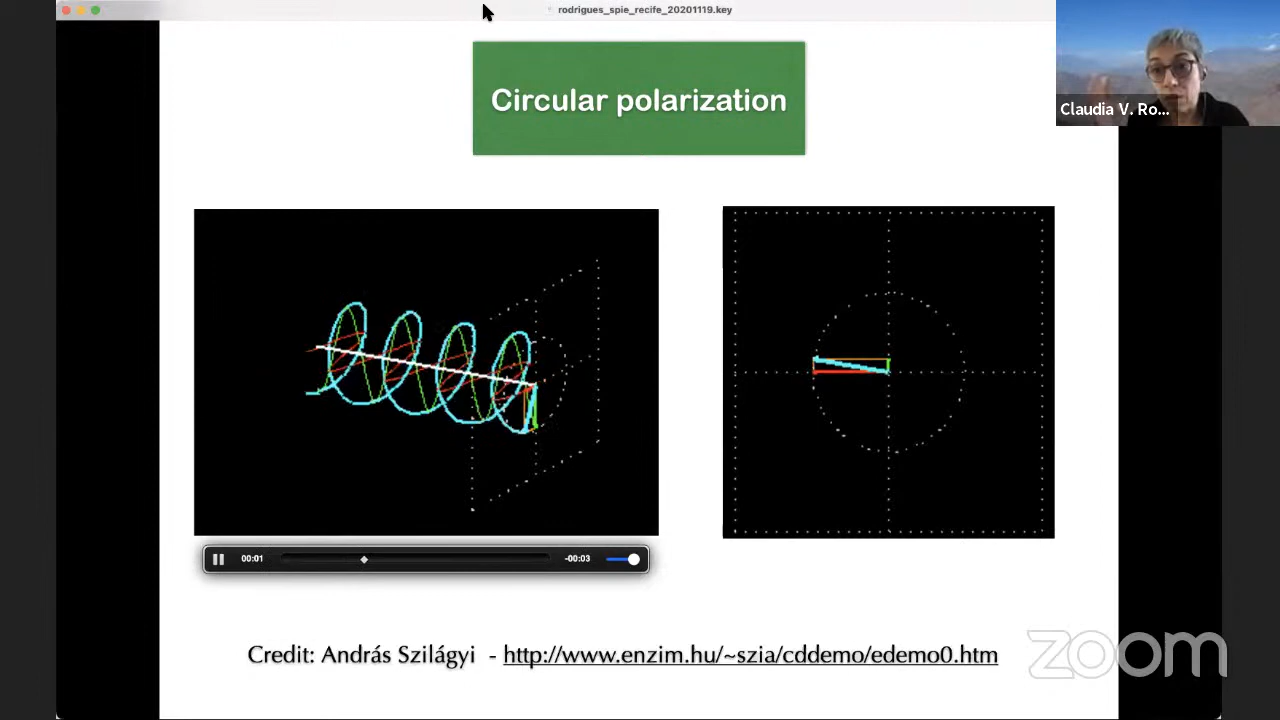 rodrigues_spie_recife_20201119.key
Circular polarization
Claudia V. Ro...
00:01
-00:03
Credit: András Szilágyi - http://www.enzim.hu/~szia/cddemo/edemo0.htm
zoom